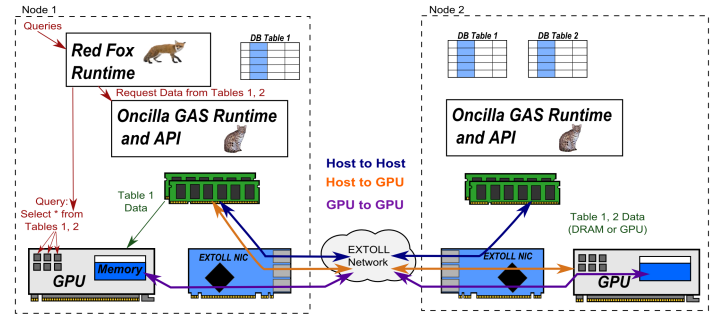 Node 1
Queries
Red Fox
Runtime
DB Table 1
Request Data from Tables 1, 2
Oncilla GAS Runtime
and API
Query:
Select * from
Tables 1, 2
Table 1
Data
Memory
GPU
EXTOLL NIC
Host to Host
Host to GPU
GPU to GPU
EXTOLL
Network
Node 2
DB Table 1
DB Table 2
Oncilla GAS Runtime
and API
Table 1, 2 Data
(DRAM or GPU)
EXTOLL NIC
GPU